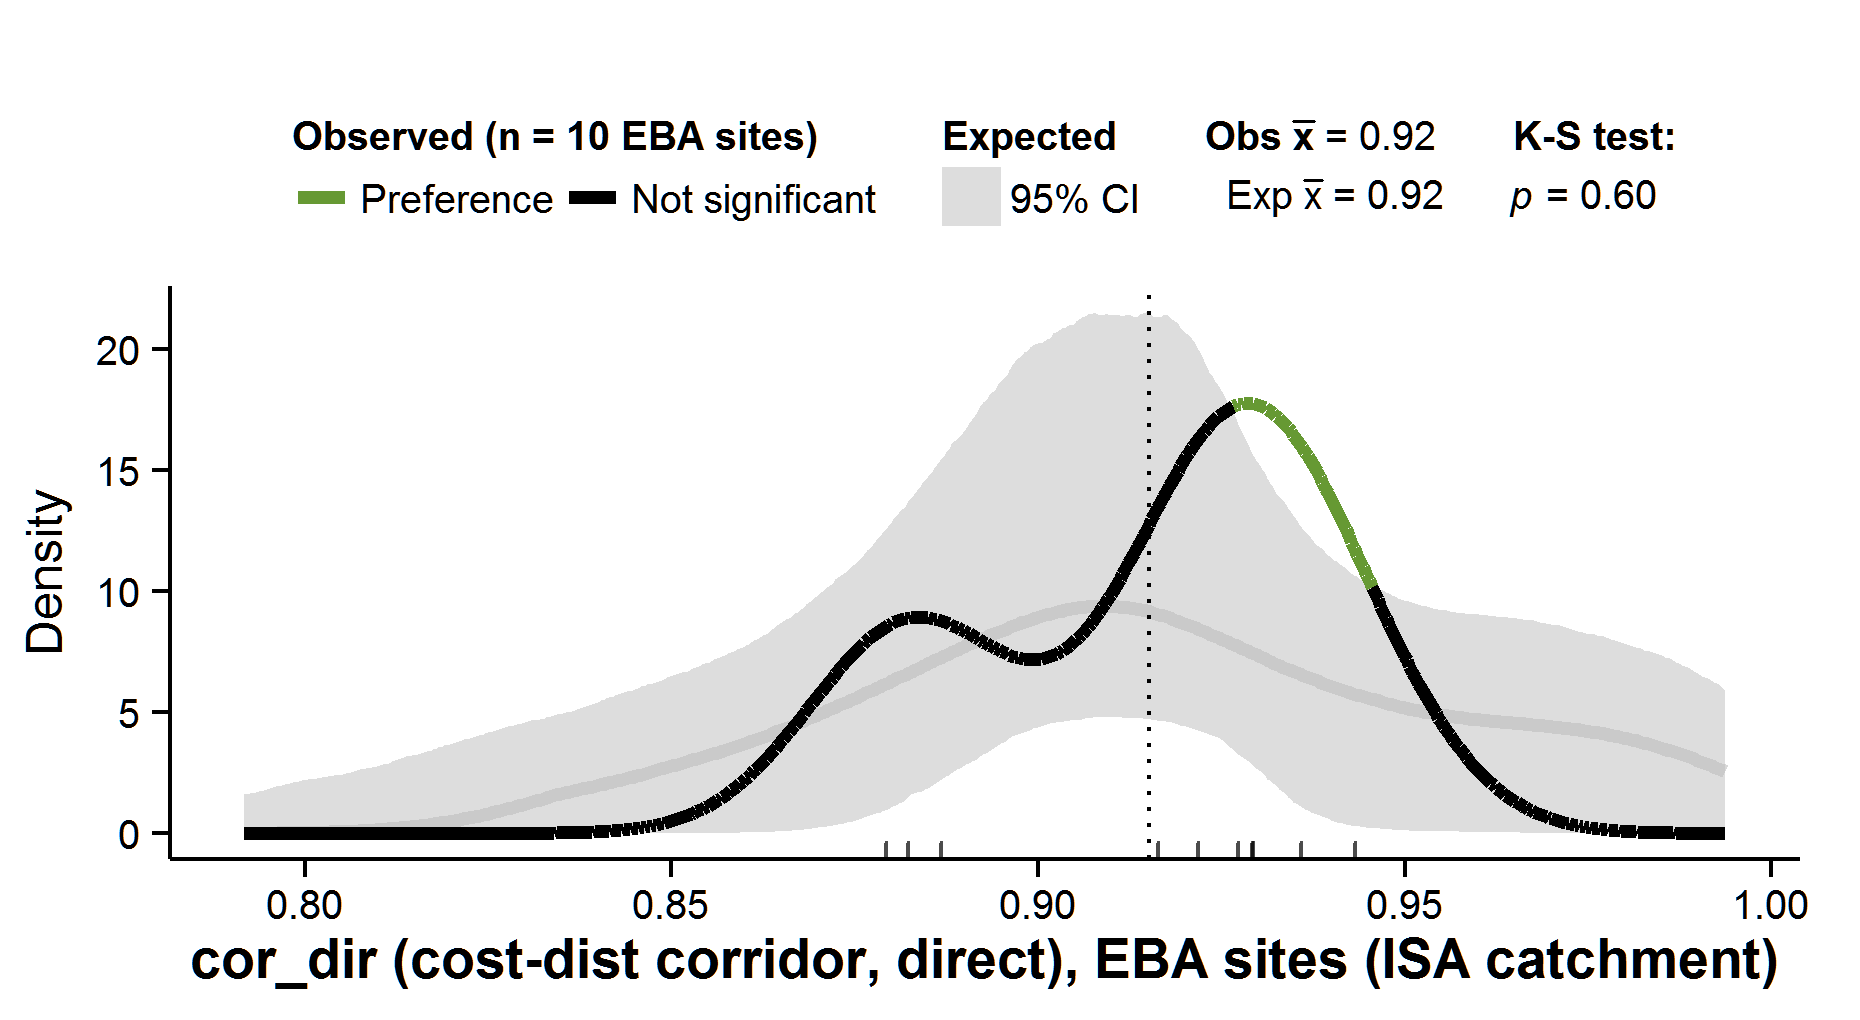 Observed (n = 10 EBA sites) Expected Obs x̅ = 0.92 K-S test:
Preference Not significant 95% CI Exp x̅ = 0.92 p = 0.60
Density
20
15
10
5
0
0.80 0.85 0.90 0.95 1.00
cor_dir (cost-dist corridor, direct), EBA sites (ISA catchment)